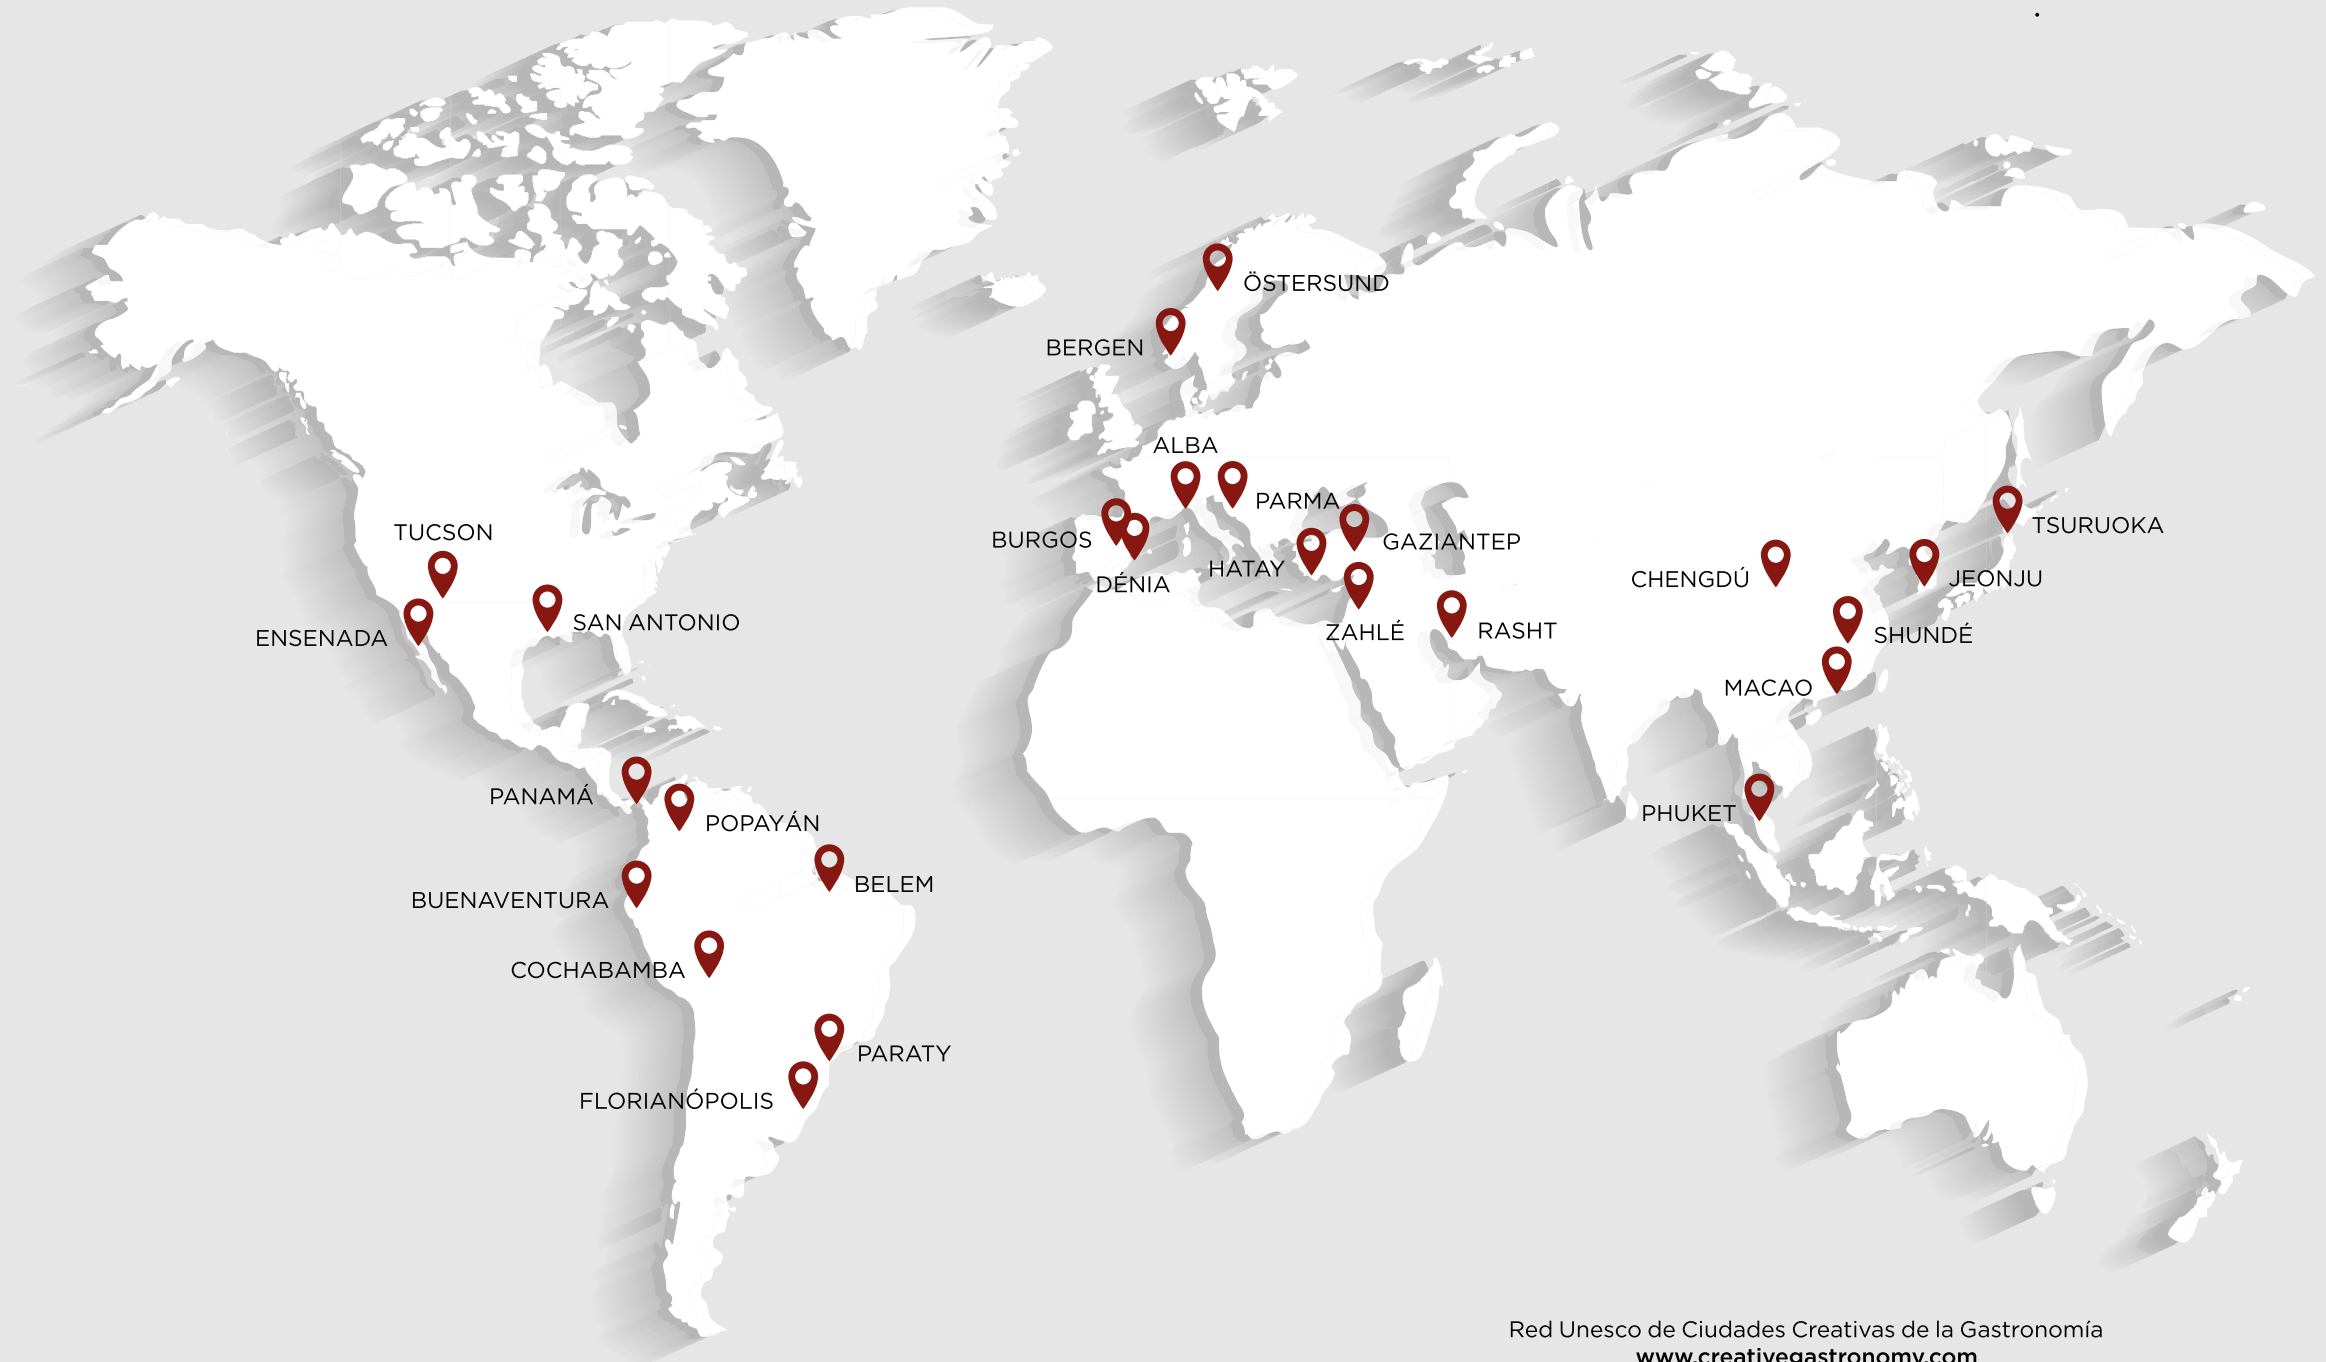 ÖSTERSUND
BERGEN
ALBA
PARMA
BURGOS
DÉNIA
HATAY
GAZIANTEP
ZAHLÉ
RASHT
TSURUOKA
CHENGDÚ
JEONJU
SHUNDÉ
MACAO
PHUKET
TUCSON
ENSENADA
SAN ANTONIO
PANAMÁ
POPAYÁN
BUENAVENTURA
BELEM
COCHABAMBA
PARATY
FLORIANÓPOLIS
Red Unesco de Ciudades Creativas de la Gastronomía
www.creativegastronomy.com